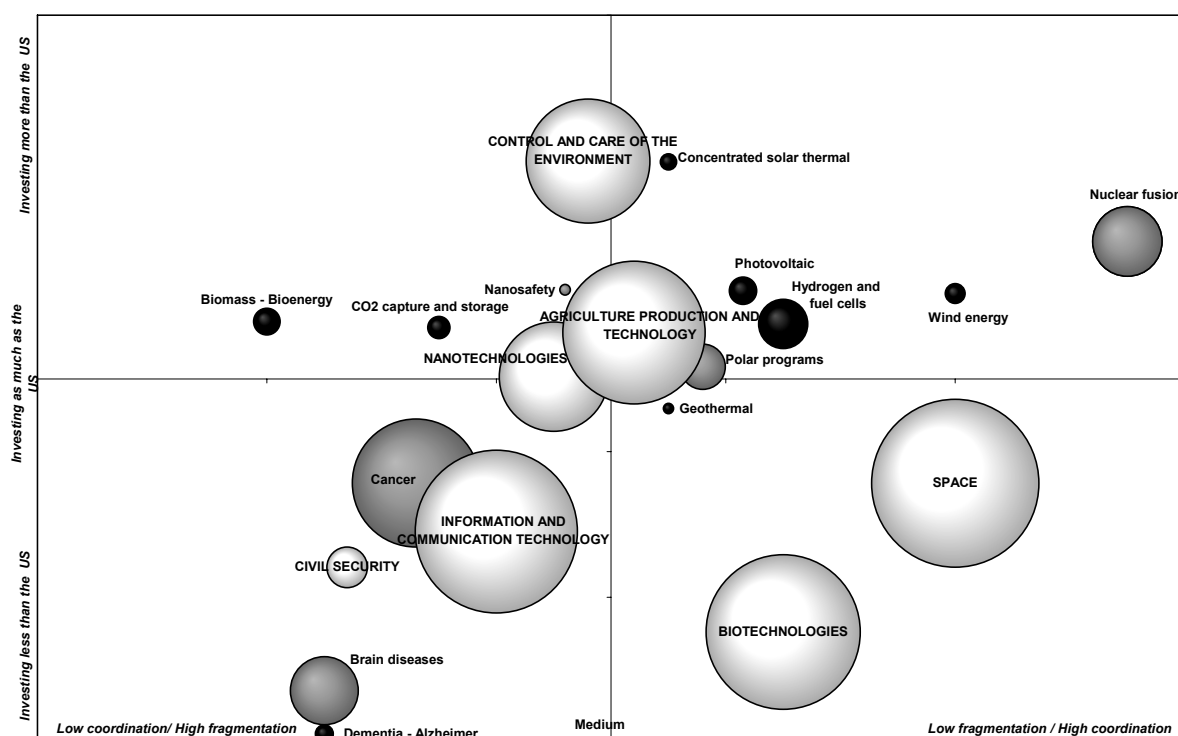 Investing more than the US
CONTROL AND CARE OF THE
ENVIRONMENT
Concentrated solar thermal
Nuclear fusion
Photovoltaic
Nanosafety
Hydrogen and
fuel cells
Biomass - Bioenergy
CO2 capture and storage
AGRICULTURE PRODUCTION AND
TECHNOLOGY
Wind energy
NANOTECHNOLOGIES
Polar programs
Investing as much as the
US
Geothermal
Cancer
SPACE
INFORMATION AND
COMMUNICATION TECHNOLOGY
CIVIL SECURITY
Investing less than the US
BIOTECHNOLOGIES
Brain diseases
Low coordination/ High fragmentation
Medium
Low fragmentation / High coordination
Dementia - Alzheimer